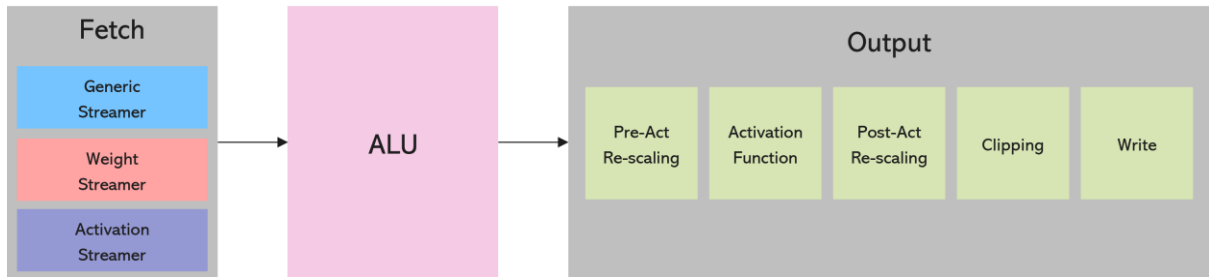 Fetch
Generic
Streamer
Weight
Streamer
Activation
Streamer
ALU
Output
Pre-Act
Re-scaling
Activation
Function
Post-Act
Re-scaling
Clipping
Write